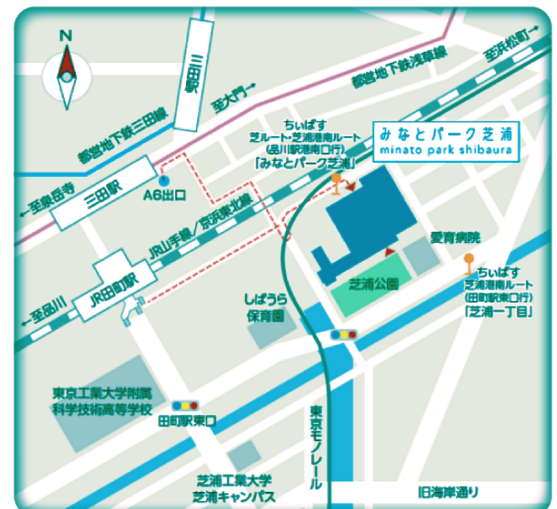 N
三田駅
都営地下鉄三田線
至大門→
都営地下鉄浅草線
至浜松町→
ちぃばす
芝ルート・芝浦港南ルート
(品川駅港南口行)
「みなとパーク芝浦」
みなとパーク芝浦
minato park shibaura
A6出口
三田駅
←至泉岳寺
JR山手線/京浜東北線
JR田町駅
←至品川
愛育病院
芝浦公園
ちぃばす
芝浦港南ルート
(田町駅東口行)
「芝浦一丁目」
しばうら
保育園
東京工業大学附属
科学技術高等学校
田町駅東口
東京モノレール
芝浦工業大学
芝浦キャンパス
旧海岸通り